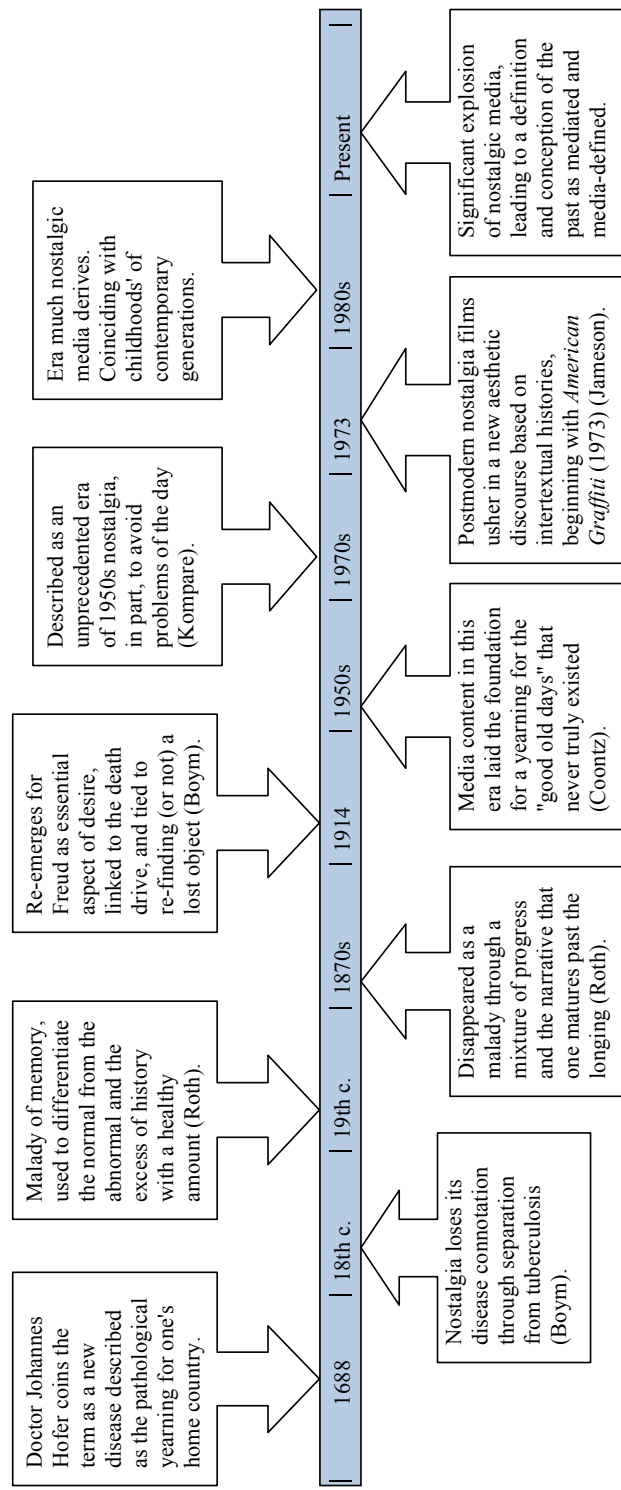 Doctor Johannes
Hofer coins the
term as a new
disease described
as the pathological
yearning for one's
home country.
Malady of memory,
used to differentiate
the normal from the
abnormal and the
excess of history
with a healthy
amount (Roth).
Re-emerges for
Freud as essential
aspect of desire,
linked to the death
drive, and tied to
re-finding (or not) a
lost object (Boym).
Described as an
unprecedented era
of 1950s nostalgia,
in part, to avoid
problems of the day
(Kompare).
Era much nostalgic
media derives.
Coinciding with
childhoods' of
contemporary
generations.
| 1688 | 18th c. | 19th c. | 1870s | 1914 | 1950s | 1970s | 1973 | 1980s | Present |
Nostalgia loses its
disease connotation
through separation
from tuberculosis
(Boym).
Disappeared as a
malady through a
mixture of progress
and the narrative that
one matures past the
longing (Roth).
Media content in this
era laid the foundation
for a yearning for the
"good old days" that
never truly existed
(Coontz).
Postmodern nostalgia films
usher in a new aesthetic
discourse based on
intertextual histories,
beginning with American
Graffiti (1973) (Jameson).
Significant explosion
of nostalgic media,
leading to a definition
and conception of the
past as mediated and
media-defined.